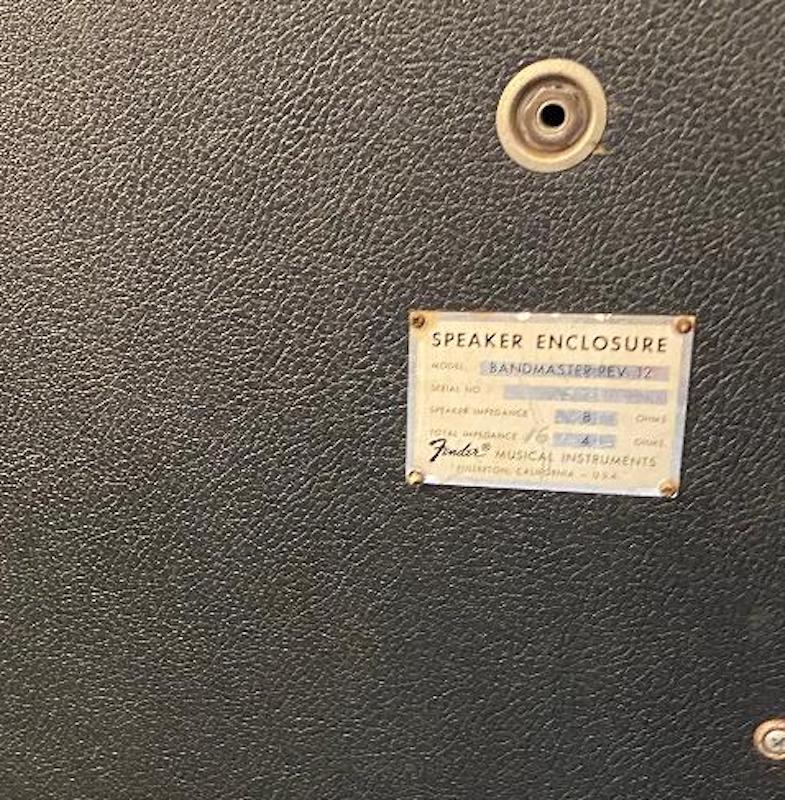 SPEAKER ENCLOSURE
MODEL BANDMASTER REV. 12
SERIAL NO
SPEAKER IMPEDANCE 8 OHMS
TOTAL IMPEDANCE 16 4 OHMS
Fender® MUSICAL INSTRUMENTS
FULLERTON, CALIFORNIA — U.S.A.